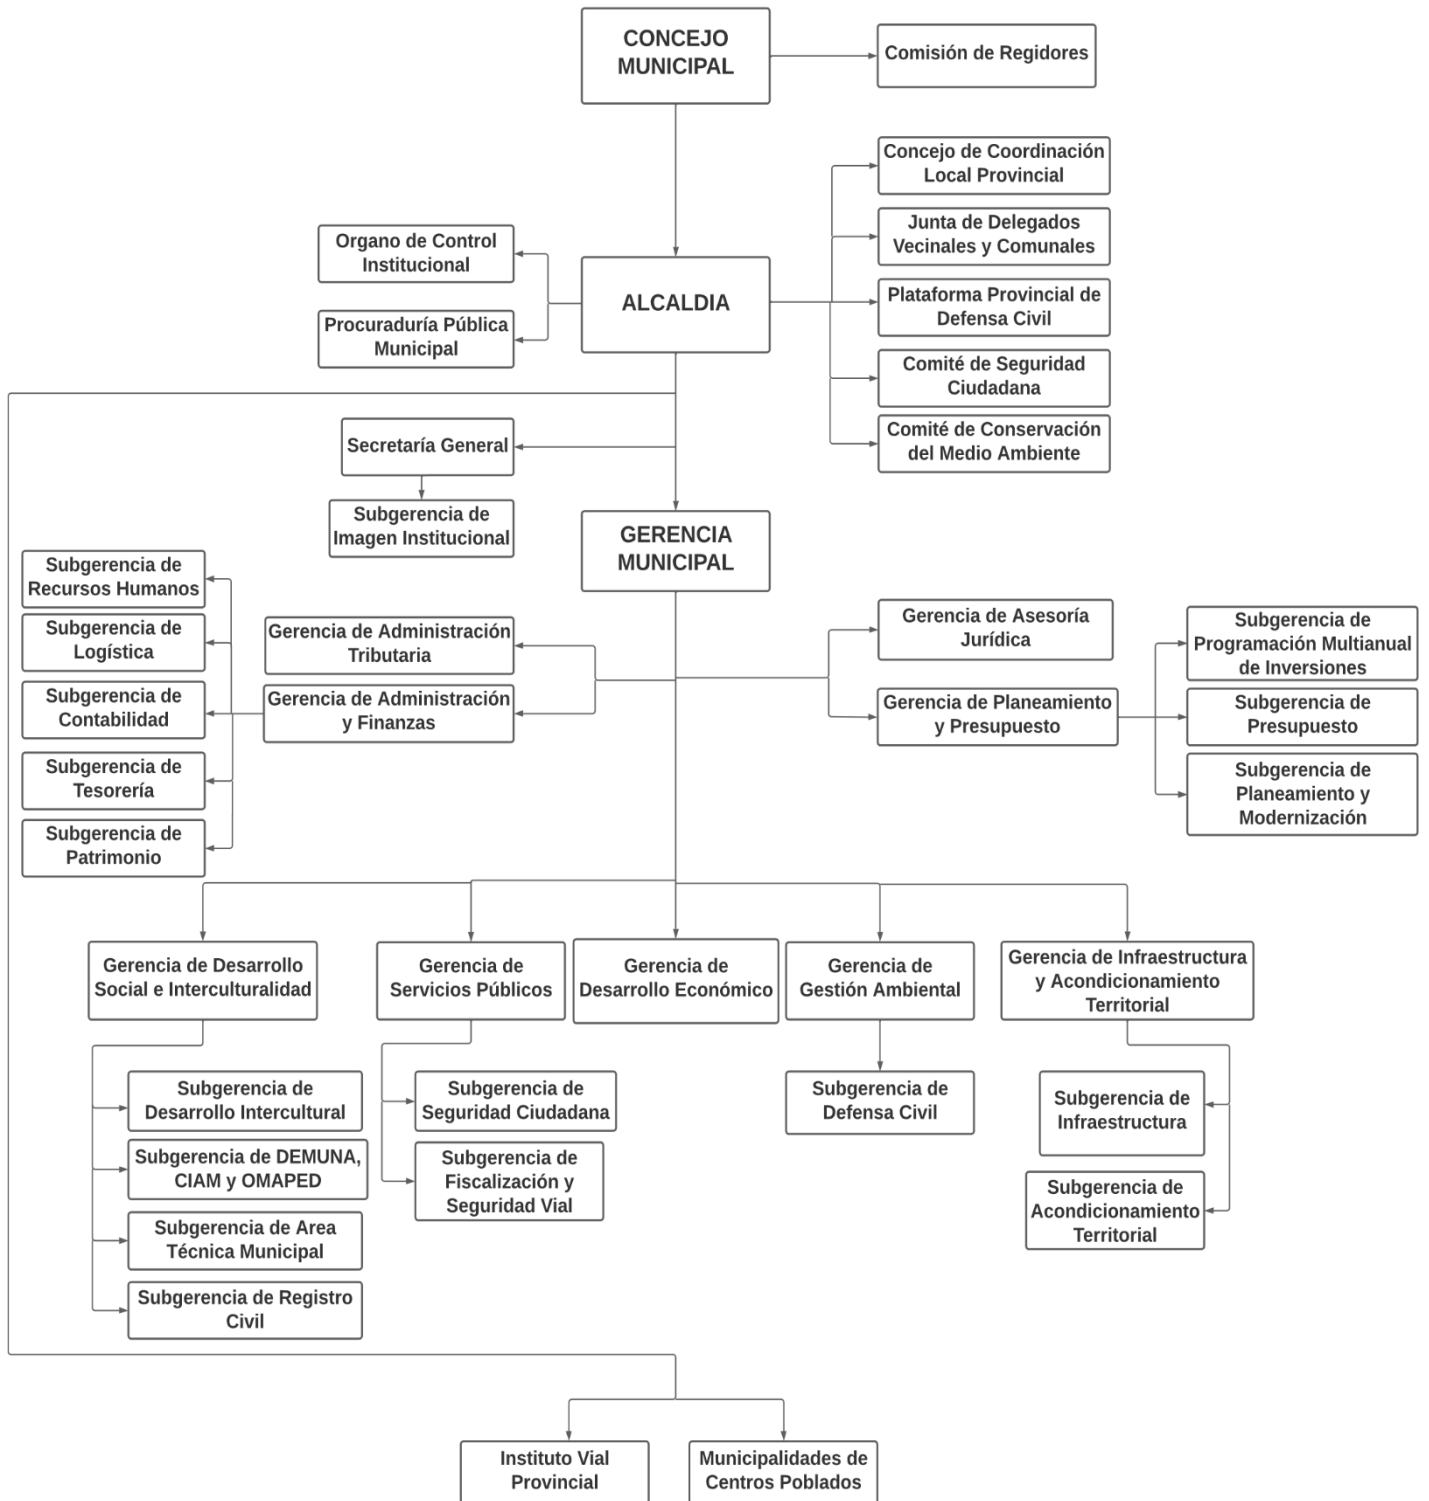 CONCEJO
MUNICIPAL
Comisión de Regidores
Concejo de Coordinación
Local Provincial
Junta de Delegados
Vecinales y Comunales
Plataforma Provincial de
Defensa Civil
Comité de Seguridad
Ciudadana
Comité de Conservación
del Medio Ambiente
Organo de Control
Institucional
Procuraduría Pública
Municipal
ALCALDIA
Secretaría General
Subgerencia de
Imagen Institucional
GERENCIA
MUNICIPAL
Subgerencia de
Recursos Humanos
Subgerencia de
Logística
Subgerencia de
Contabilidad
Subgerencia de
Tesorería
Subgerencia de
Patrimonio
Gerencia de Administración
Tributaria
Gerencia de Administración
y Finanzas
Gerencia de Asesoría
Jurídica
Gerencia de Planeamiento
y Presupuesto
Subgerencia de
Programación Multianual
de Inversiones
Subgerencia de
Presupuesto
Subgerencia de
Planeamiento y
Modernización
Gerencia de Desarrollo
Social e Interculturalidad
Gerencia de
Servicios Públicos
Gerencia de
Desarrollo Económico
Gerencia de
Gestión Ambiental
Gerencia de Infraestructura
y Acondicionamiento
Territorial
Subgerencia de
Desarrollo Intercultural
Subgerencia de DEMUNA,
CIAM y OMAPED
Subgerencia de Area
Técnica Municipal
Subgerencia de Registro
Civil
Subgerencia de
Seguridad Ciudadana
Subgerencia de
Fiscalización y
Seguridad Vial
Subgerencia de
Defensa Civil
Subgerencia de
Infraestructura
Subgerencia de
Acondicionamiento
Territorial
Instituto Vial
Provincial
Municipalidades de
Centros Poblados